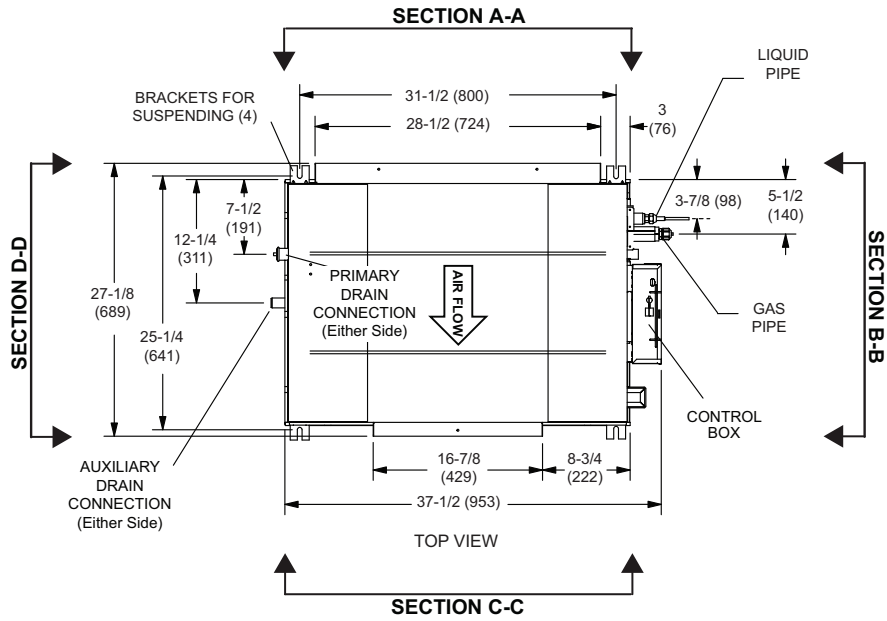 SECTION A-A
LIQUID
PIPE
BRACKETS FOR
SUSPENDING (4)
31-1/2 (800)
28-1/2 (724)
3
(76)
3-7/8 (98)
5-1/2
(140)
7-1/2
(191)
12-1/4
(311)
27-1/8
(689)
25-1/4
(641)
SECTION D-D
SECTION B-B
PRIMARY
DRAIN
CONNECTION
(Either Side)
AIR FLOW
GAS
PIPE
CONTROL
BOX
AUXILIARY
DRAIN
CONNECTION
(Either Side)
16-7/8
(429)
8-3/4
(222)
37-1/2 (953)
TOP VIEW
SECTION C-C